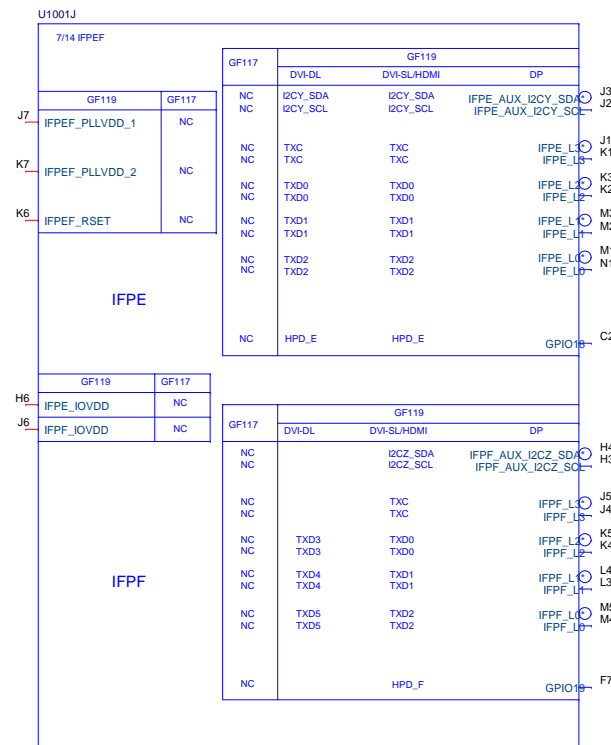 U1001J
7/14 IFPEF
GF117 GF119
DVI-DL DVI-SL/HDMI DP
NC I2CY_SDA I2CY_SDA IFPE_AUX_I2CY_SDA* J3
NC I2CY_SCL I2CY_SCL IFPE_AUX_I2CY_SCL J2
NC TXC TXC IFPE_L3* J1
NC TXC TXC IFPE_L3 K1
NC TXD0 TXD0 IFPE_L2* K3
NC TXD0 TXD0 IFPE_L2 K2
NC TXD1 TXD1 IFPE_L1* M3
NC TXD1 TXD1 IFPE_L1 M2
NC TXD2 TXD2 IFPE_L0* M1
NC TXD2 TXD2 IFPE_L0 N1
NC HPD_E HPD_E GPIO18 C2
GF119 GF117
J7 IFPEF_PLLVDD_1 NC
K7 IFPEF_PLLVDD_2 NC
K6 IFPEF_RSET NC
IFPE
GF119 GF117
H6 IFPE_IOVDD NC
J6 IFPF_IOVDD NC
GF117 GF119
DVI-DL DVI-SL/HDMI DP
NC I2CZ_SDA IFPF_AUX_I2CZ_SDA* H4
NC I2CZ_SCL IFPF_AUX_I2CZ_SCL H3
NC TXC IFPF_L3* J5
NC TXC IFPF_L3 J4
NC TXD3 TXD0 IFPF_L2* K5
NC TXD3 TXD0 IFPF_L2 K4
NC TXD4 TXD1 IFPF_L1* L4
NC TXD4 TXD1 IFPF_L1 L3
NC TXD5 TXD2 IFPF_L0* M5
NC TXD5 TXD2 IFPF_L0 M4
NC HPD_F GPIO19 F7
IFPF